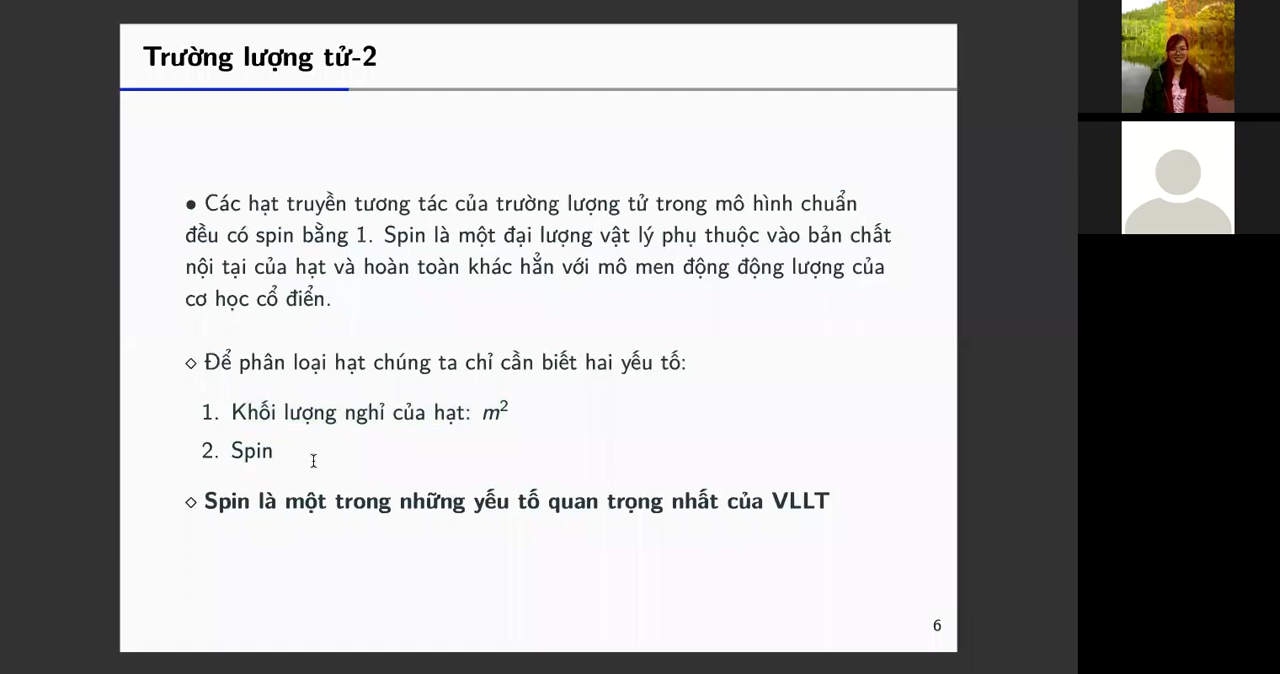 Trường lượng tử-2
• Các hạt truyền tương tác của trường lượng tử trong mô hình chuẩn
đều có spin bằng 1. Spin là một đại lượng vật lý phụ thuộc vào bản chất
nội tại của hạt và hoàn toàn khác hẳn với mô men động động lượng của
cơ học cổ điển.
◇ Để phân loại hạt chúng ta chỉ cần biết hai yếu tố:
1. Khối lượng nghỉ của hạt: m²
2. Spin
◇ Spin là một trong những yếu tố quan trọng nhất của VLLT
6